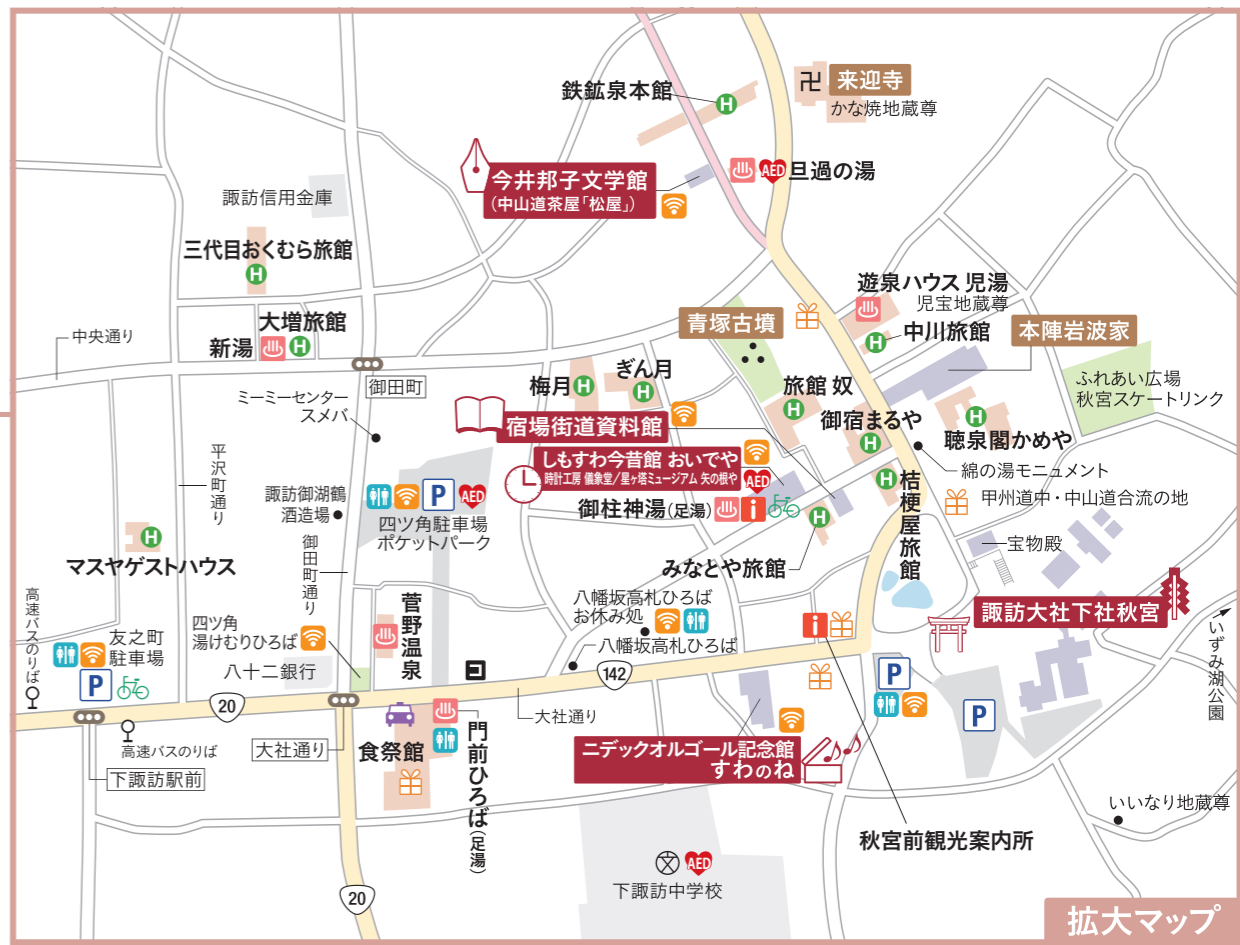 鉄鉱泉本館
H
卍
来迎寺
かな焼地蔵尊
今井邦子文学館
(中山道茶屋「松屋」)
AED
旦過の湯
諏訪信用金庫
三代目おくむら旅館
H
遊泉ハウス 児湯
児宝地蔵尊
中川旅館
H
青塚古墳
本陣岩波家
大増旅館
新湯
H
中央通り
御田町
ミーミーセンター
スメバ
梅月
H
ぎん月
H
旅館 奴
H
御宿まるや
H
ふれあい広場
秋宮スケートリンク
H
聴泉閣かめや
宿場街道資料館
しもすわ今昔館 おいでや
時計工房 儀象堂/星ヶ塔ミュージアム 矢の根や
AED
綿の湯モニュメント
甲州道中・中山道合流の地
H
桔梗屋旅館
平沢町通り
諏訪御湖鶴
酒造場
P
AED
四ツ角駐車場
ポケットパーク
御柱神湯(足湯)
i
H
みなとや旅館
宝物殿
H
マスヤゲストハウス
御田町通り
高速バスのりば
友之町
駐車場
P
四ツ角
湯けむりひろば
菅野温泉
八幡坂高札ひろば
お休み処
八幡坂高札ひろば
i
諏訪大社下社秋宮
いずみ湖公園
八十二銀行
142
20
大社通り
P
P
高速バスのりば
下諏訪駅前
大社通り
食祭館
門前ひろば(足湯)
ニデックオルゴール記念館
すわのね
いいなり地蔵尊
秋宮前観光案内所
文
AED
下諏訪中学校
20
拡大マップ